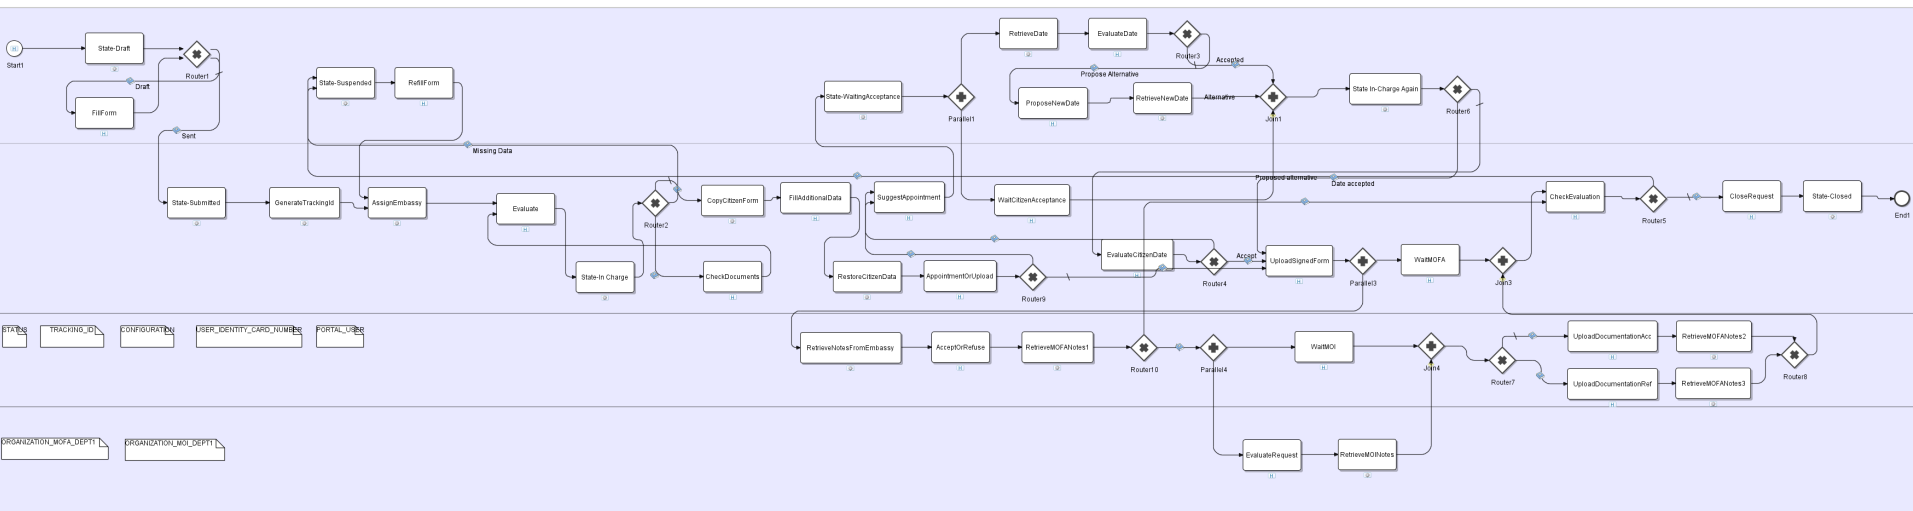 Start1
State-Draft
Router1
Draft
FillForm
Sent
State-Suspended
RefillForm
Missing Data
State-WaitingAcceptance
Parallel1
RetrieveDate
EvaluateDate
Router3
Accepted
Propose Alternative
ProposeNewDate
RetrieveNewDate
Alternative
Join1
State In-Charge Again
Router6
State-Submitted
GenerateTrackingId
AssignEmbassy
Evaluate
State-In Charge
Router2
CheckDocuments
CopyCitizenForm
FillAdditionalData
SuggestAppointment
WaitCitizenAcceptance
Proposed alternative
Date accepted
RestoreCitizenData
AppointmentOrUpload
Router9
EvaluateCitizenDate
Router4
Accept
UploadSignedForm
Parallel3
WaitMOFA
Join3
CheckEvaluation
Router5
CloseRequest
State-Closed
End1
STATUS
TRACKING_ID
CONFIGURATION
USER_IDENTITY_CARD_NUMBER
PORTAL_USER
RetrieveNotesFromEmbassy
AcceptOrRefuse
RetrieveMOFANotes1
Router10
Parallel4
WaitMOI
Join4
Router7
UploadDocumentationAcc
RetrieveMOFANotes2
UploadDocumentationRef
RetrieveMOFANotes3
Router8
ORGANIZATION_MOFA_DEPT1
ORGANIZATION_MOI_DEPT1
EvaluateRequest
RetrieveMOINotes